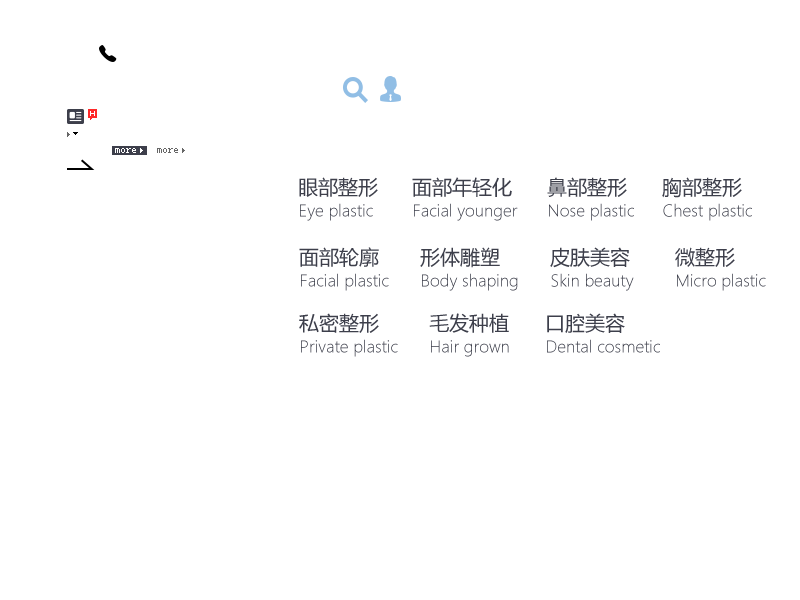 more more
眼部整形 面部年轻化 鼻部整形 胸部整形
Eye plastic Facial younger Nose plastic Chest plastic
面部轮廓 形体雕塑 皮肤美容 微整形
Facial plastic Body shaping Skin beauty Micro plastic
私密整形 毛发种植 口腔美容
Private plastic Hair grown Dental cosmetic